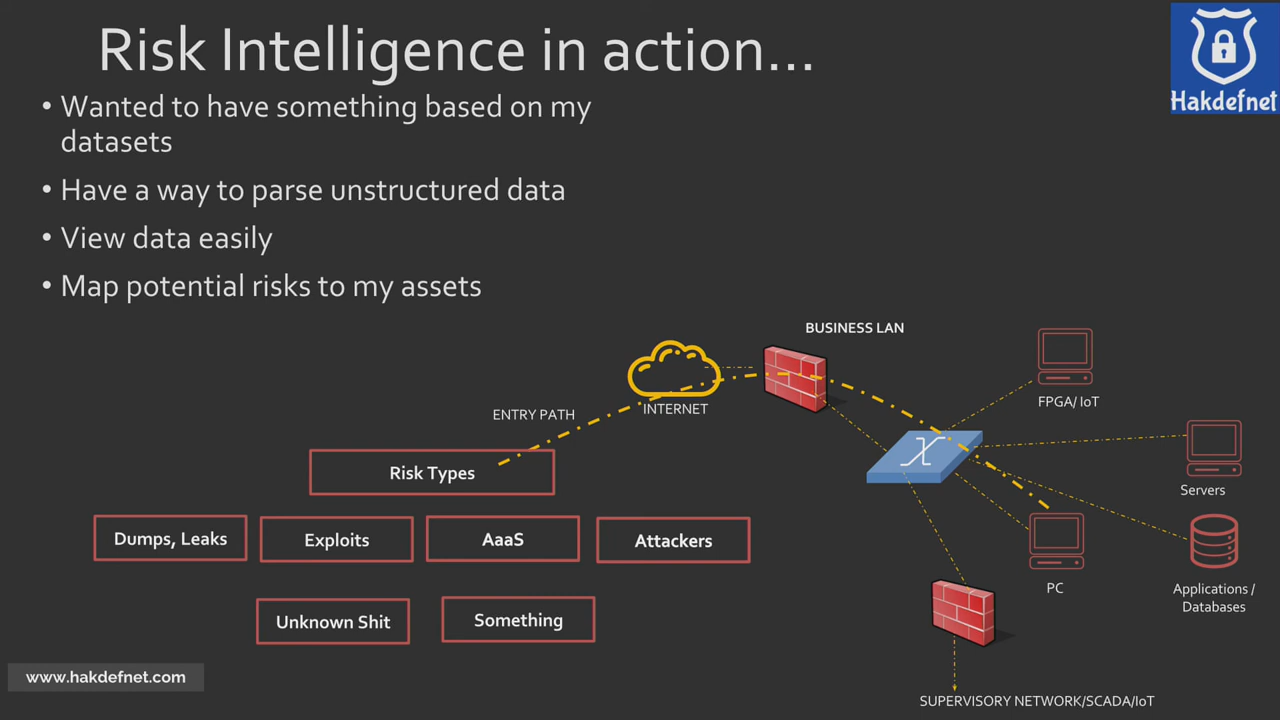 Risk Intelligence in action...
Hakdefnet
• Wanted to have something based on my
datasets
• Have a way to parse unstructured data
• View data easily
• Map potential risks to my assets
BUSINESS LAN
INTERNET
ENTRY PATH
FPGA/ IoT
Risk Types
Servers
Dumps, Leaks
Exploits
AaaS
Attackers
PC
Applications /
Databases
Unknown Shit
Something
www.hakdefnet.com
SUPERVISORY NETWORK/SCADA/IoT